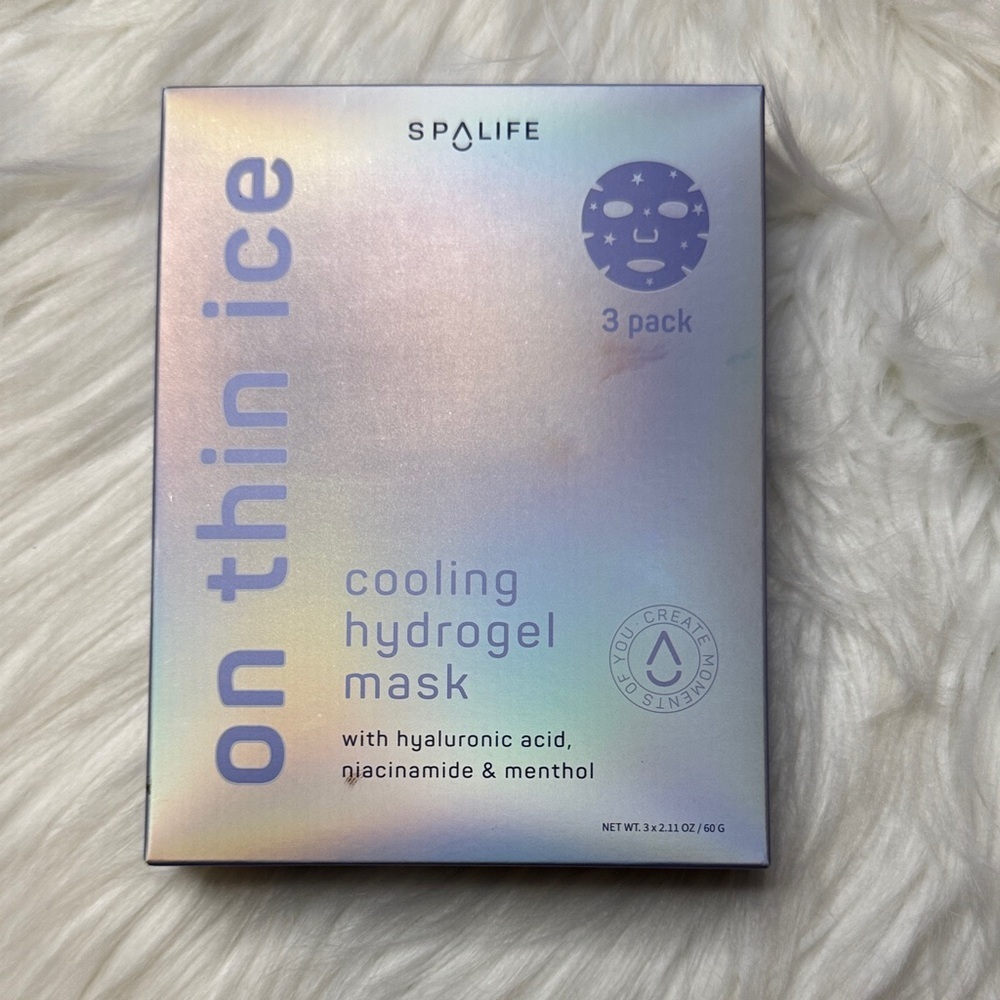 SPALIFE
on thin ice
3 pack
cooling
hydrogel
mask
CREATE MOMENTS OF YOU ·
with hyaluronic acid,
niacinamide & menthol
NET WT. 3 x 2.11 OZ / 60 G